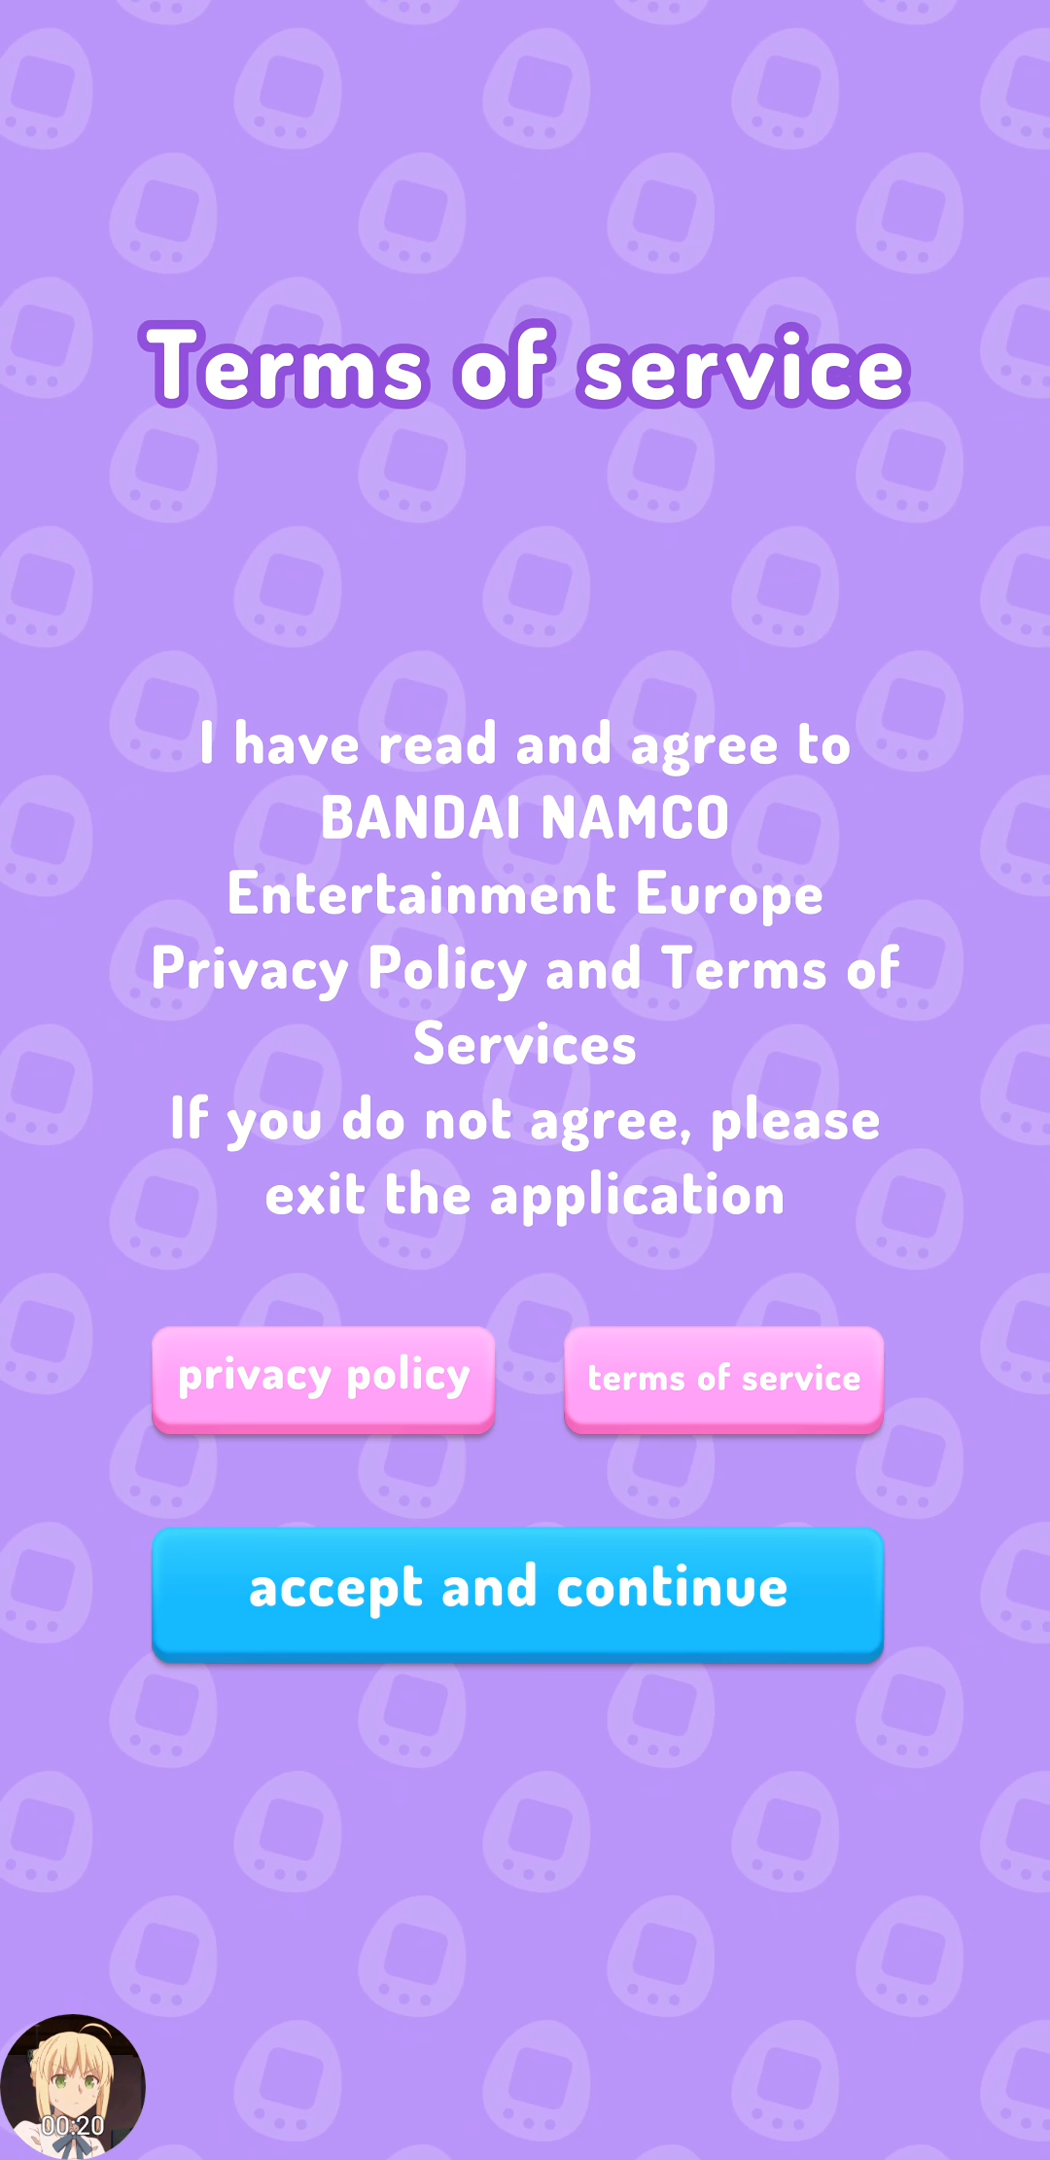 Terms of service
I have read and agree to
BANDAI NAMCO
Entertainment Europe
Privacy Policy and Terms of
Services
If you do not agree, please
exit the application
privacy policy
terms of service
accept and continue
00:20